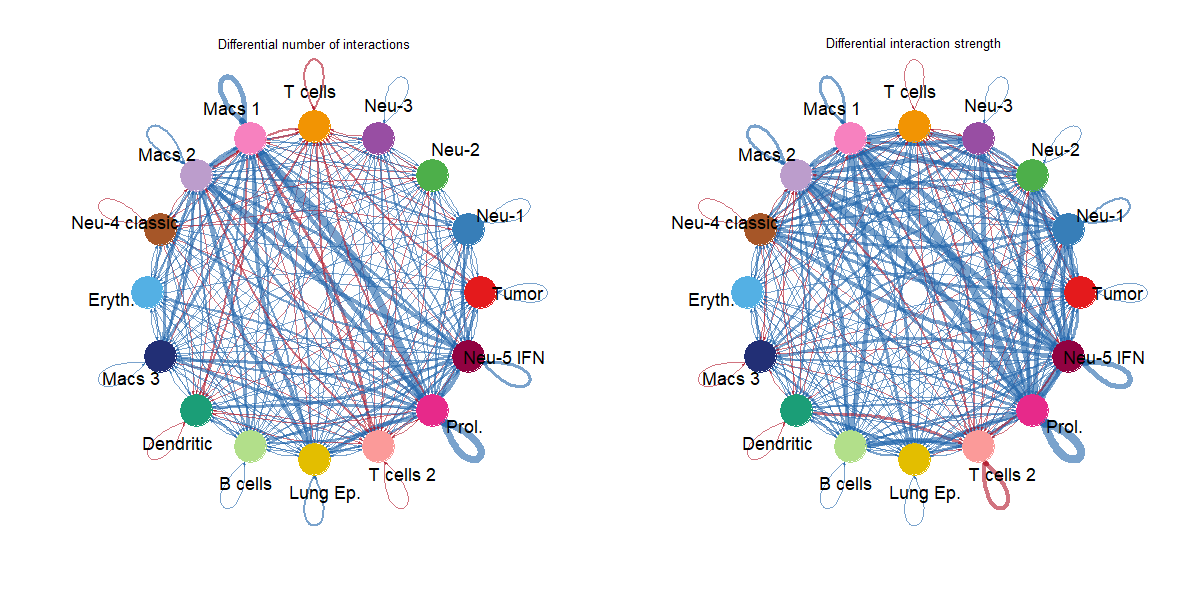 Differential number of interactions
T cells
Macs 1
Neu-3
Macs 2
Neu-2
Neu-4 classic
Neu-1
Eryth.
Tumor
Macs 3
Neu-5 IFN
Dendritic
Prol.
B cells
Lung Ep.
T cells 2
Differential interaction strength
T cells
Macs 1
Neu-3
Macs 2
Neu-2
Neu-4 classic
Neu-1
Eryth.
Tumor
Macs 3
Neu-5 IFN
Dendritic
Prol.
B cells
Lung Ep.
T cells 2